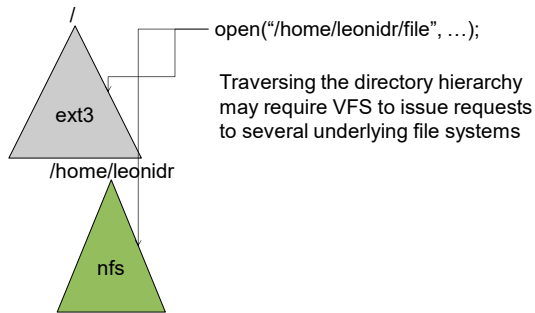 /
open(“/home/leonidr/file”, …);
Traversing the directory hierarchy
may require VFS to issue requests
to several underlying file systems
ext3
/home/leonidr
nfs